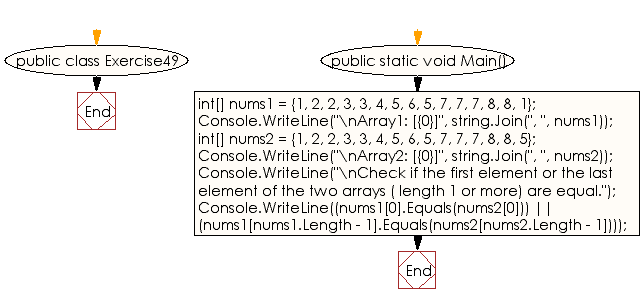 public class Exercise49
End
public static void Main()
int[] nums1 = {1, 2, 2, 3, 3, 4, 5, 6, 5, 7, 7, 7, 8, 8, 1};
Console.WriteLine("\nArray1: [{0}]", string.Join(", ", nums1));
int[] nums2 = {1, 2, 2, 3, 3, 4, 5, 6, 5, 7, 7, 7, 8, 8, 5};
Console.WriteLine("\nArray2: [{0}]", string.Join(", ", nums2));
Console.WriteLine("\nCheck if the first element or the last
element of the two arrays ( length 1 or more) are equal.");
Console.WriteLine((nums1[0].Equals(nums2[0])) ||
(nums1[nums1.Length - 1].Equals(nums2[nums2.Length - 1])));
End